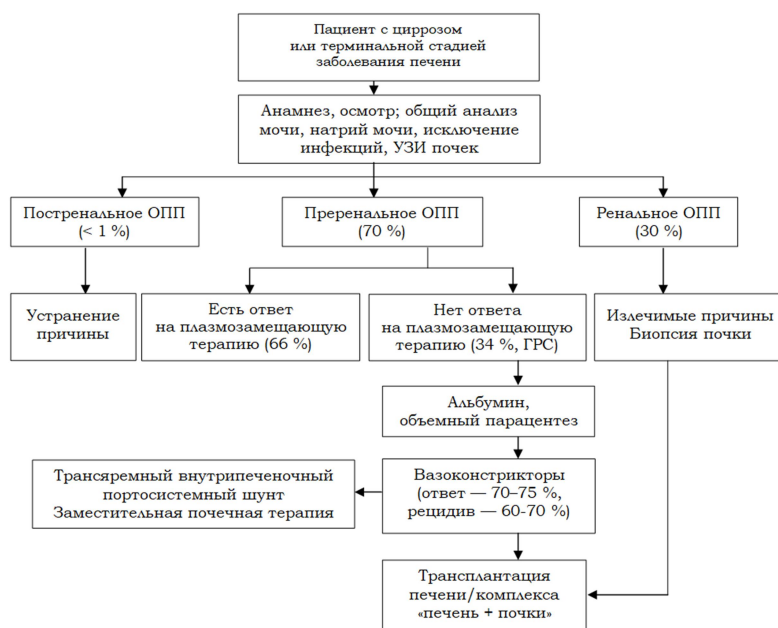 Пациент с циррозом
или терминальной стадией
заболевания печени
Анамнез, осмотр; общий анализ
мочи, натрий мочи, исключение
инфекций, УЗИ почек
Постренальное ОПП
(< 1 %)
Преренальное ОПП
(70 %)
Ренальное ОПП
(30 %)
Устранение
причины
Есть ответ
на плазмозамещающую
терапию (66 %)
Нет ответа
на плазмозамещающую
терапию (34 %, ГРС)
Излечимые причины
Биопсия почки
Альбумин,
объемный парацентез
Трансяремный внутрипеченочный
портосистемный шунт
Заместительная почечная терапия
Вазоконстрикторы
(ответ — 70–75 %,
рецидив — 60-70 %)
Трансплантация
печени/комплекса
«печень + почки»